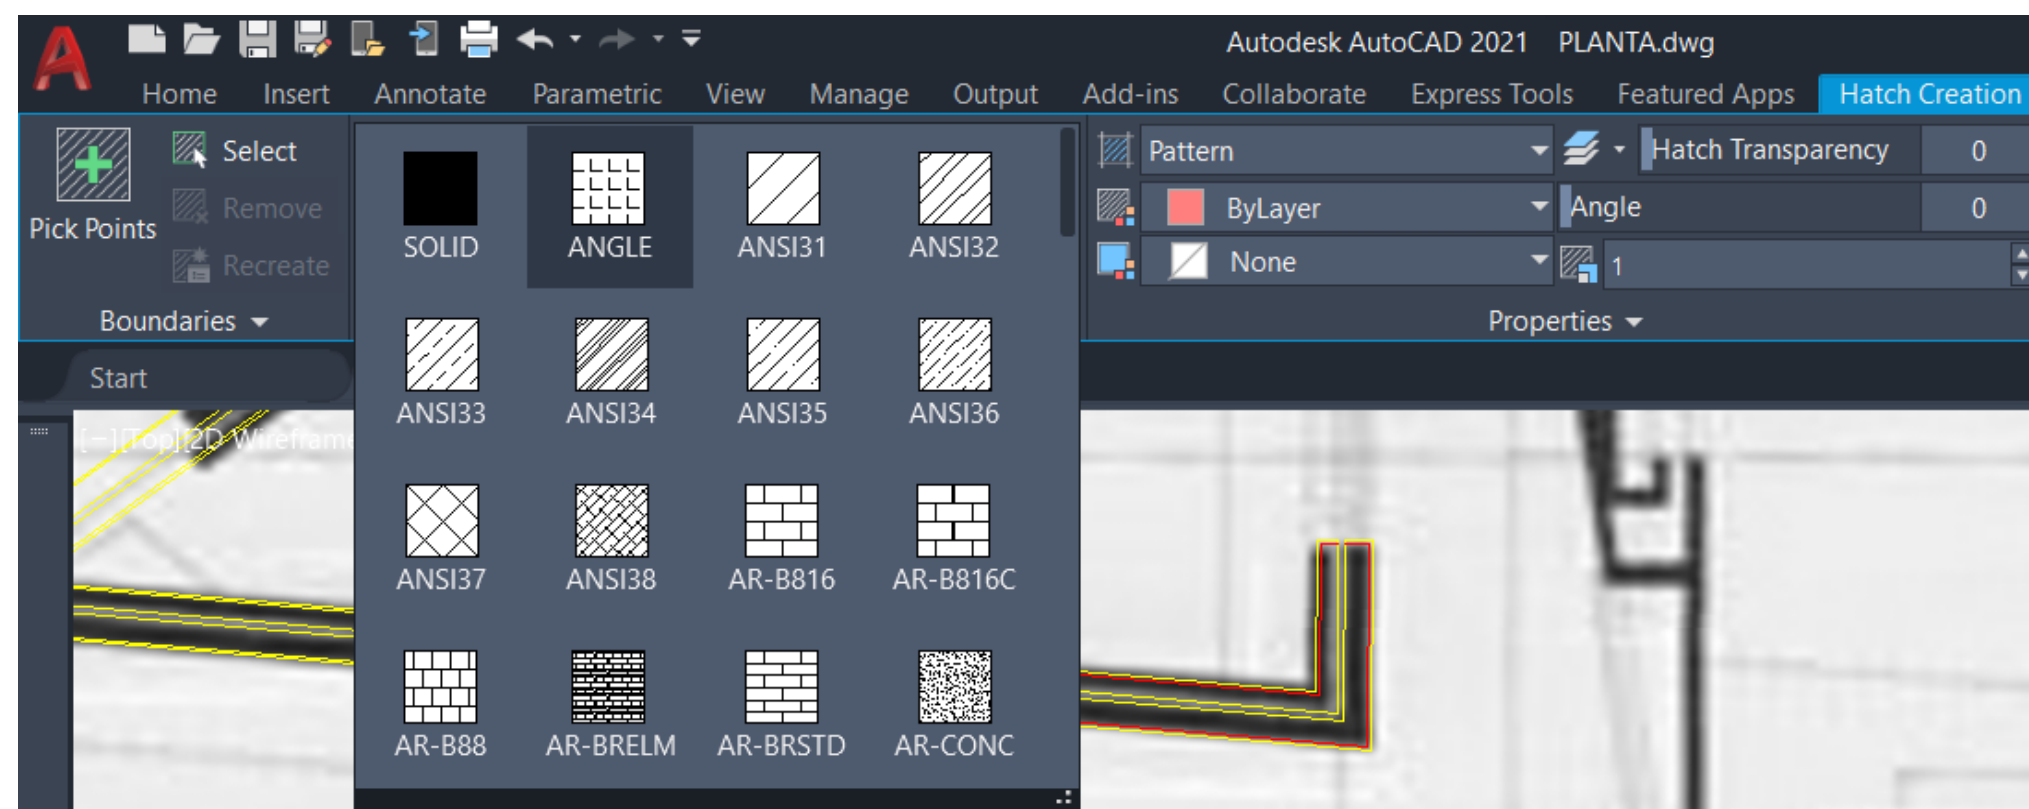 Autodesk AutoCAD 2021 PLANTA.dwg
Home Insert Annotate Parametric View Manage Output Add-ins Collaborate Express Tools Featured Apps Hatch Creation
Pick Points
Select
Remove
Recreate
Boundaries
SOLID ANGLE ANSI31 ANSI32
ANSI33 ANSI34 ANSI35 ANSI36
ANSI37 ANSI38 AR-B816 AR-B816C
AR-B88 AR-BRELM AR-BRSTD AR-CONC
Pattern
ByLayer
None
Hatch Transparency 0
Angle 0
1
Properties
Start
[−][Top][2D Wireframe